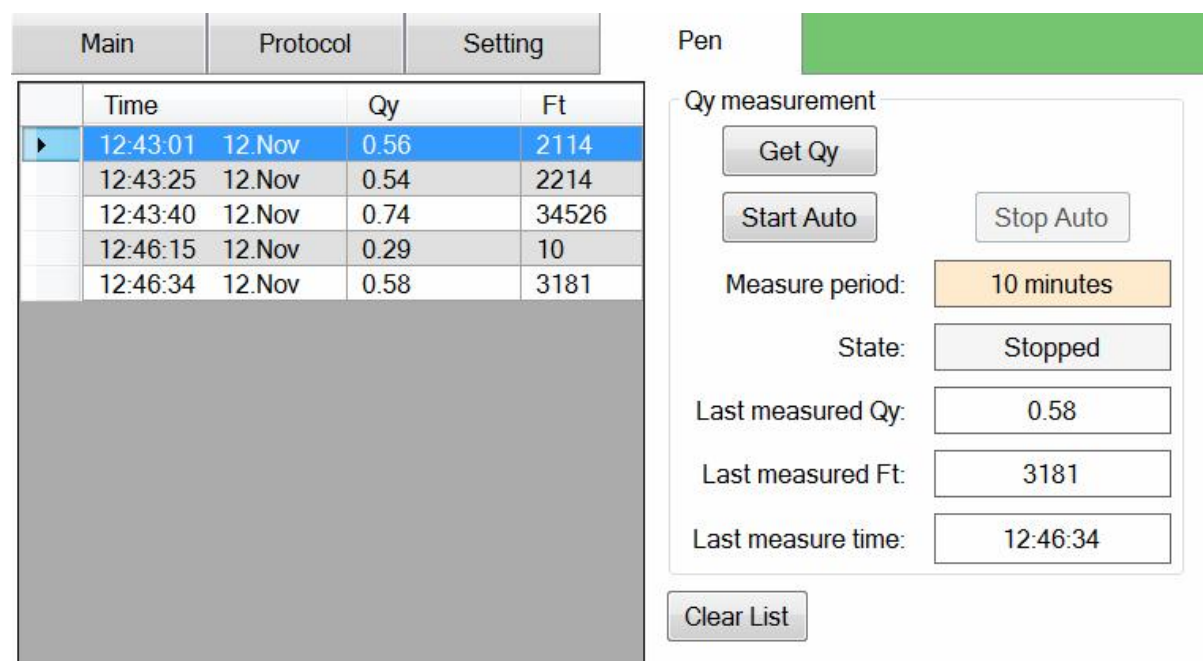 Main Protocol Setting Pen
Time Qy Ft
12:43:01 12.Nov 0.56 2114
12:43:25 12.Nov 0.54 2214
12:43:40 12.Nov 0.74 34526
12:46:15 12.Nov 0.29 10
12:46:34 12.Nov 0.58 3181
Qy measurement
Get Qy
Start Auto Stop Auto
Measure period: 10 minutes
State: Stopped
Last measured Qy: 0.58
Last measured Ft: 3181
Last measure time: 12:46:34
Clear List